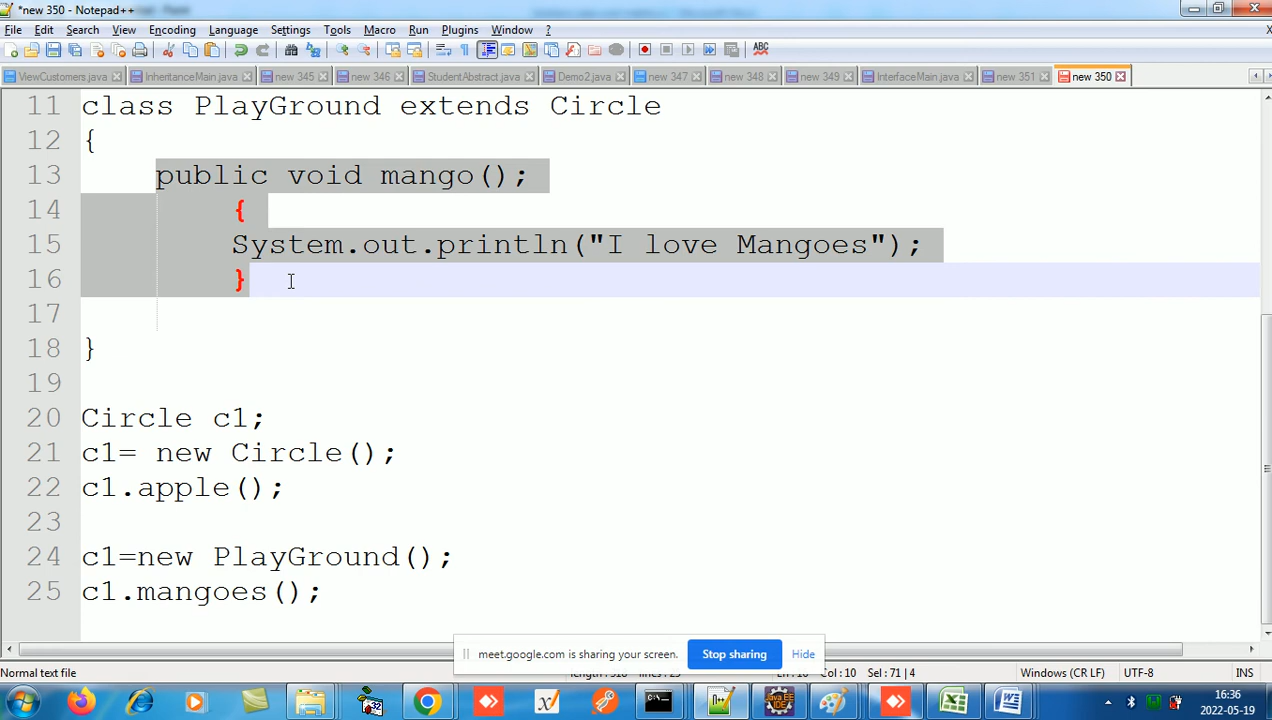 *new 350 - Notepad++
File Edit Search View Encoding Language Settings Tools Macro Run Plugins Window ? X
ViewCustomers.java InheritanceMain.java new 345 new 346 StudentAbstract.java Demo2.java new 347 new 348 new 349 InterfaceMain.java new 351 new 350
11 class PlayGround extends Circle
12 {
13 public void mango();
14 {
15 System.out.println("I love Mangoes");
16 }
17
18 }
19
20 Circle c1;
21 c1= new Circle();
22 c1.apple();
23
24 c1=new PlayGround();
25 c1.mangoes();
meet.google.com is sharing your screen. Stop sharing Hide
Normal text file Col : 10 Sel : 71 | 4 Windows (CR LF) UTF-8 INS
16:36
2022-05-19